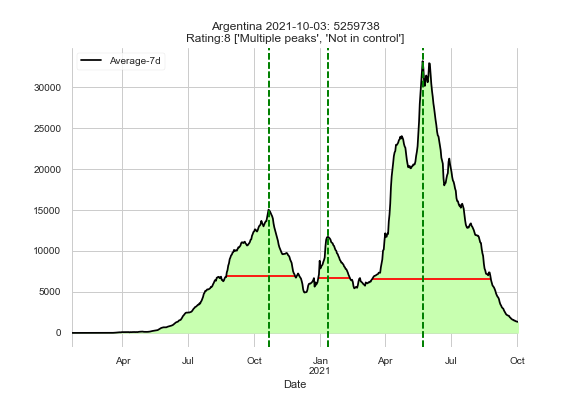 Argentina 2021-10-03: 5259738
Rating:8 ['Multiple peaks', 'Not in control']
Average-7d
30000
25000
20000
15000
10000
5000
0
Apr Jul Oct Jan Apr Jul Oct
2021
Date